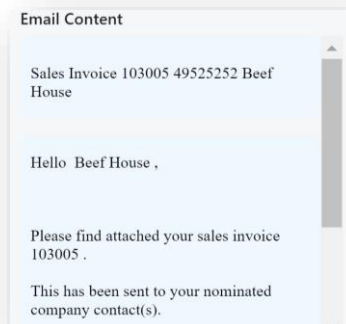 Email Content
Sales Invoice 103005 49525252 Beef
House
Hello  Beef House ,
Please find attached your sales invoice
103005 .
This has been sent to your nominated
company contact(s).